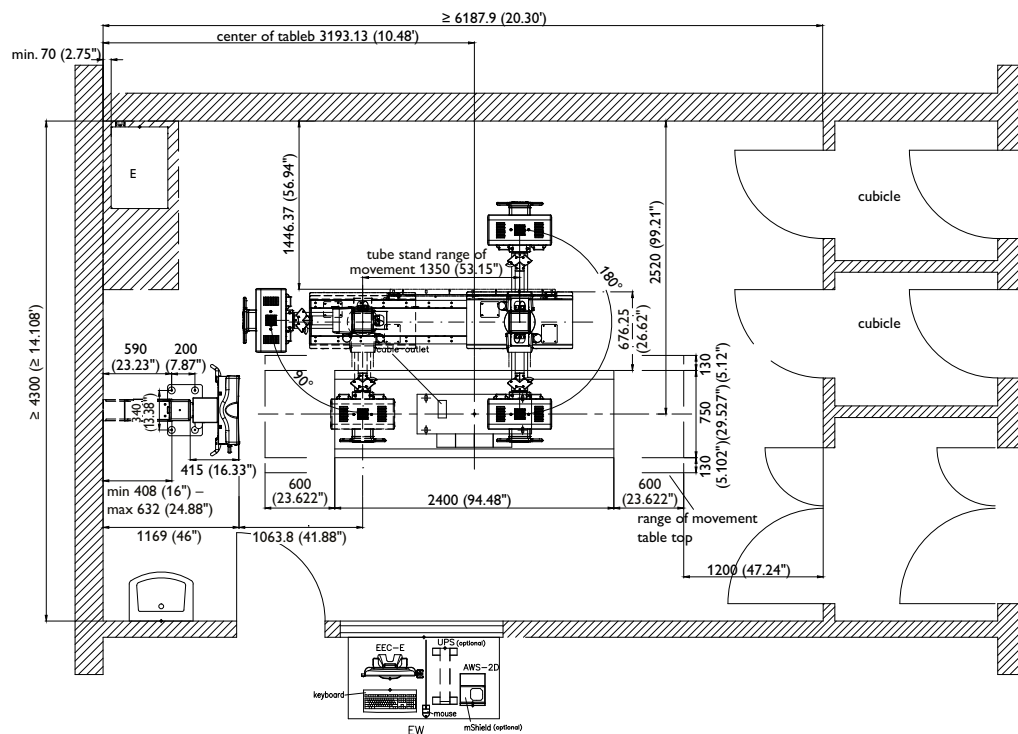 ≥ 6187.9 (20.30')
center of tableb 3193.13 (10.48')
min. 70 (2.75")
E
cubicle
1446.37 (56.94")
2520 (99.21")
tube stand range of
movement 1350 (53.15")
180°
≥ 4300 (≥ 14.108')
cubicle
676.25
(26.62")
outlet
590
(23.23")
200
(7.87")
90°
130
(5.12")
340
(13.38")
750
(29.527")
415 (16.33")
130
(5.102")
min 408 (16") –
max 632 (24.88")
600
(23.622")
2400 (94.48")
600
(23.622")
range of movement
table top
1169 (46")
1063.8 (41.88")
1200 (47.24")
UPS (optional)
EEC-E
AWS-2D
keyboard
mouse
mShield (optional)
EW